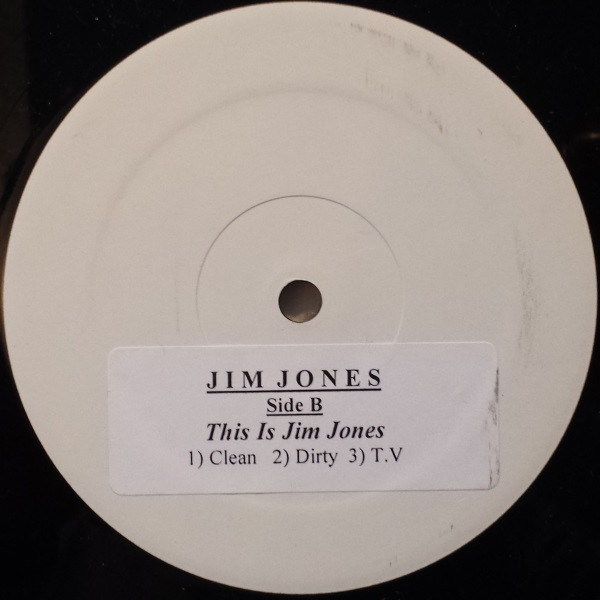 JIM JONES
Side B
This Is Jim Jones
1) Clean 2) Dirty 3) T.V